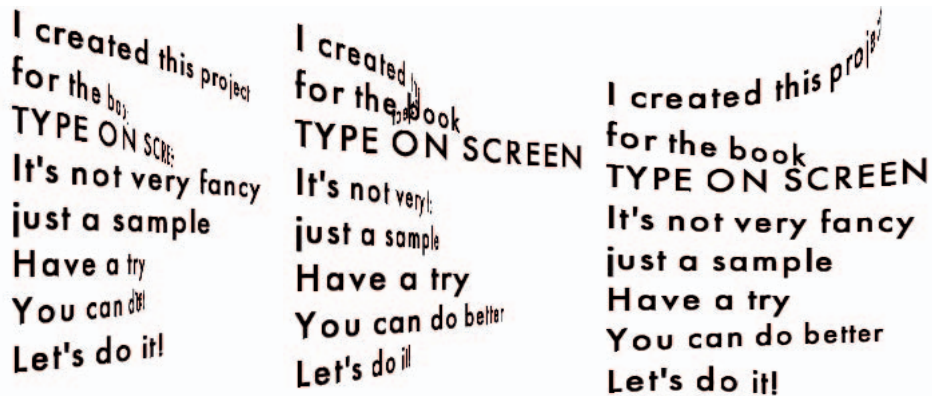 I created this project
for the
TYPE ON
It's not very fancy
just a sample
Have a try
You can
Let's do it!
I created
for the book
TYPE ON SCREEN
It's not very
just a sample
Have a try
You can do better
Let's do
I created this project
for the book
TYPE ON SCREEN
It's not very fancy
just a sample
Have a try
You can do better
Let's do it!